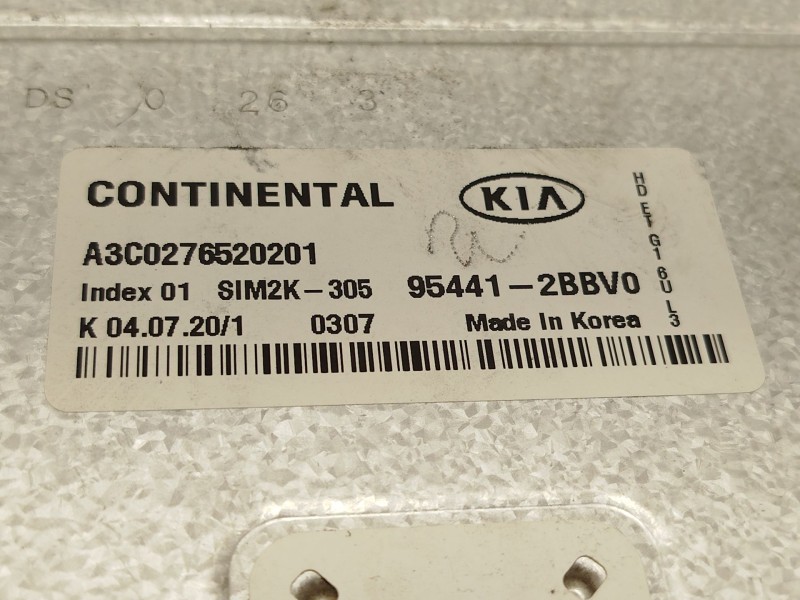 DS 0 26 3
CONTINENTAL
KIA
A3C0276520201
Index 01 SIM2K-305 95441-2BBV0
K 04.07.20/1 0307 Made in Korea
HD E1 G1 6U L3